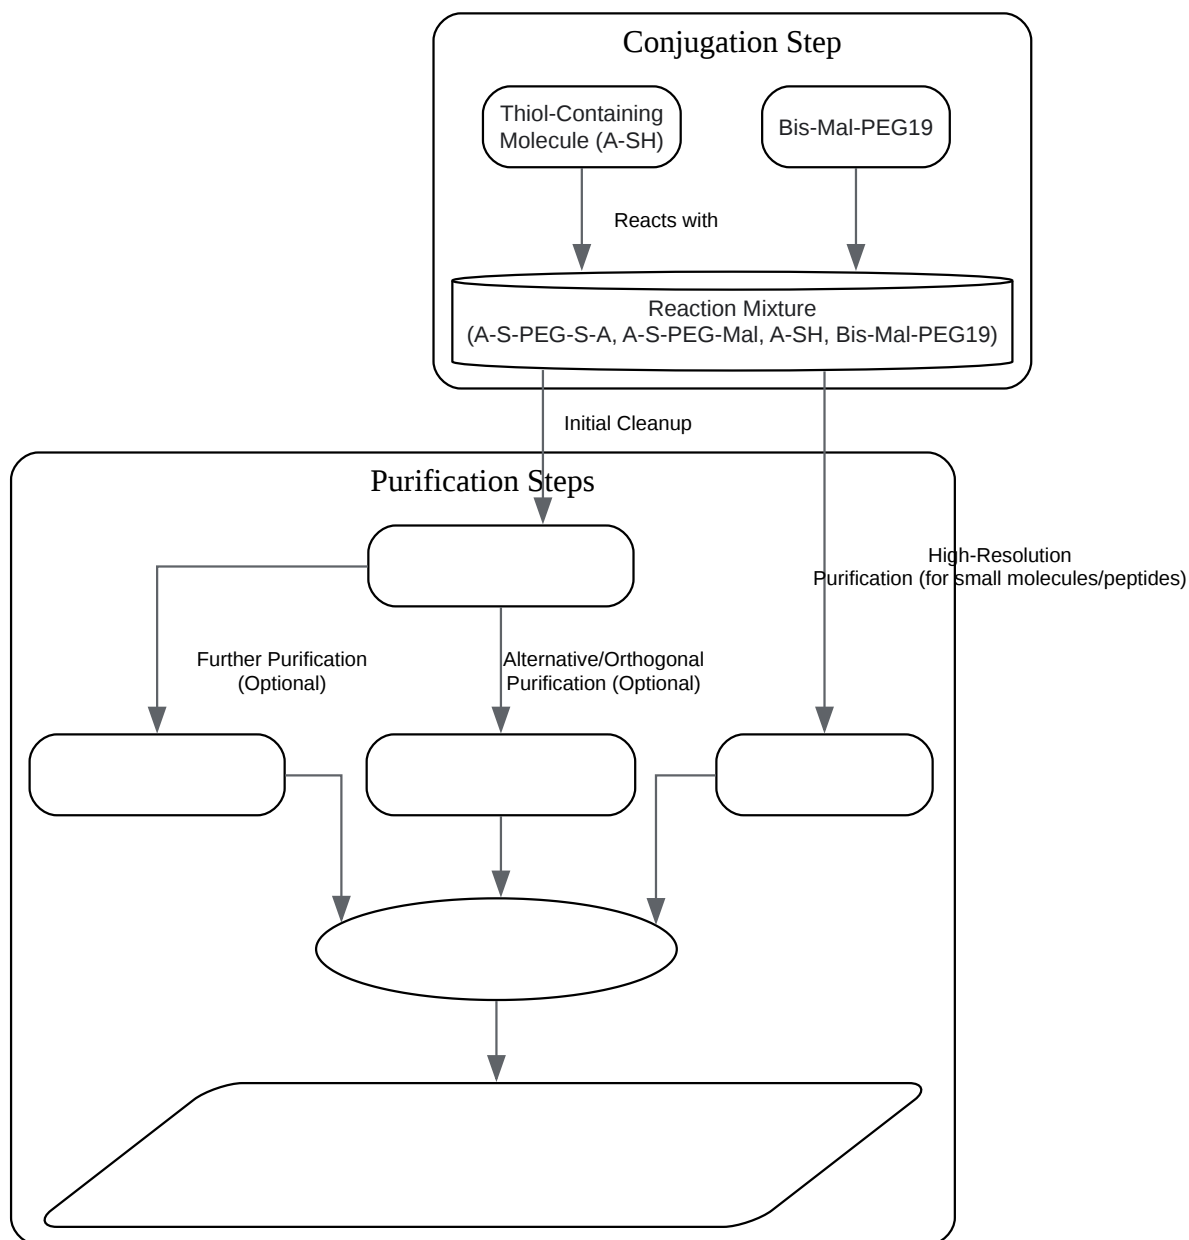 Conjugation Step
Thiol-Containing
Molecule (A-SH)
Bis-Mal-PEG19
Reacts with
Reaction Mixture
(A-S-PEG-S-A, A-S-PEG-Mal, A-SH, Bis-Mal-PEG19)
Initial Cleanup
Purification Steps
High-Resolution
Purification (for small molecules/peptides)
Further Purification
(Optional)
Alternative/Orthogonal
Purification (Optional)